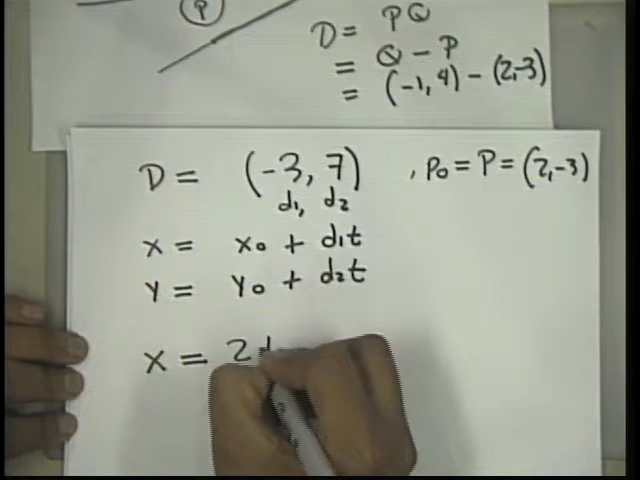 P
D = PQ
= Q - P
= (-1, 4) - (2,-3)
D = (-3, 7) , P₀ = P = (2,-3)
d₁, d₂
x = x₀ + d₁t
y = y₀ + d₂t
x = 2